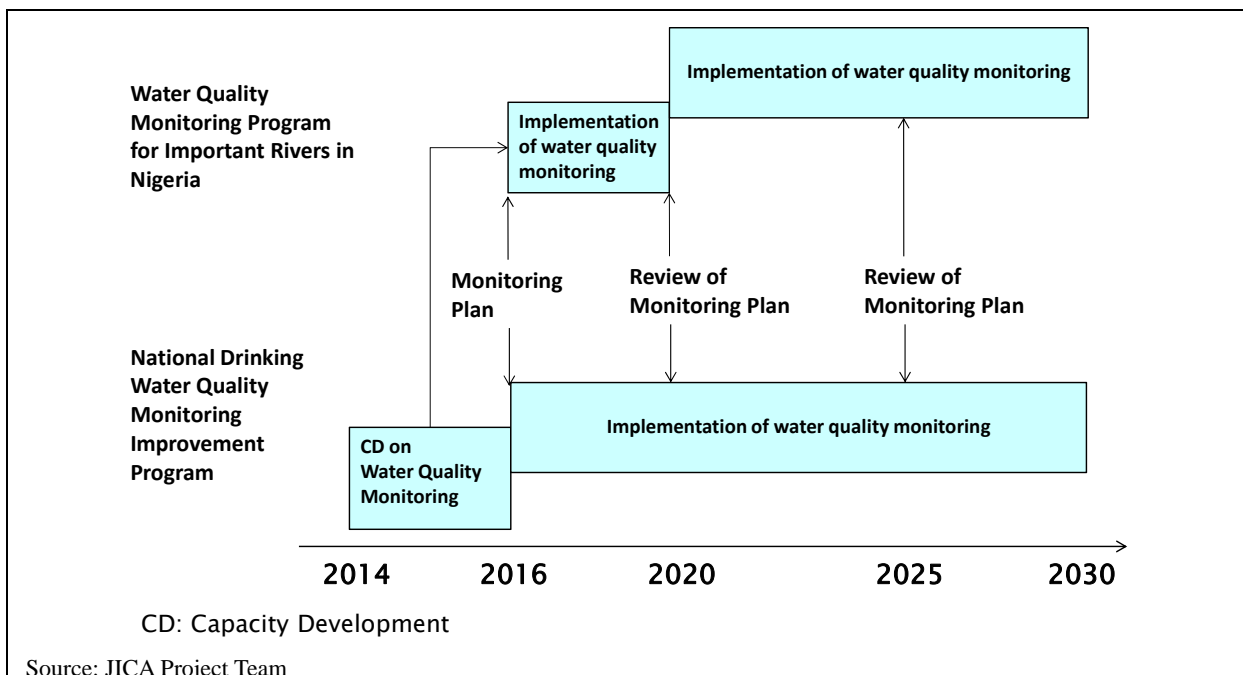 Water Quality
Monitoring Program
for Important Rivers in
Nigeria
Implementation of water quality monitoring
Implementation
of water quality
monitoring
Monitoring
Plan
Review of
Monitoring Plan
Review of
Monitoring Plan
National Drinking
Water Quality
Monitoring
Improvement
Program
Implementation of water quality monitoring
CD on
Water Quality
Monitoring
2014 2016 2020 2025 2030
CD: Capacity Development
Source: JICA Project Team